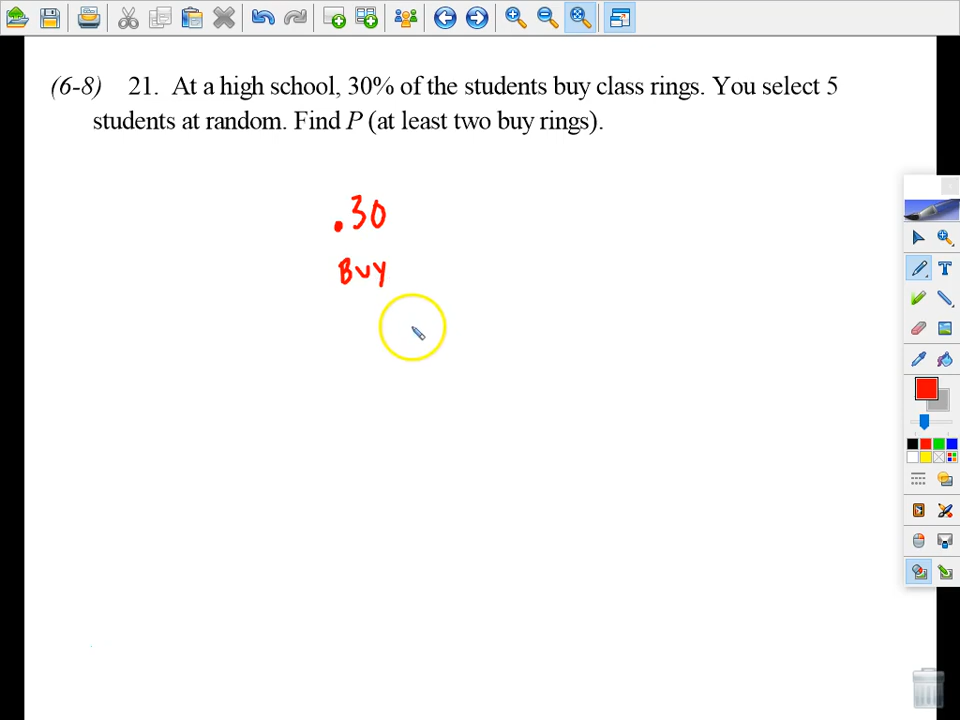 (6-8) 21. At a high school, 30% of the students buy class rings. You select 5
students at random. Find P (at least two buy rings).
.30
BUY
T